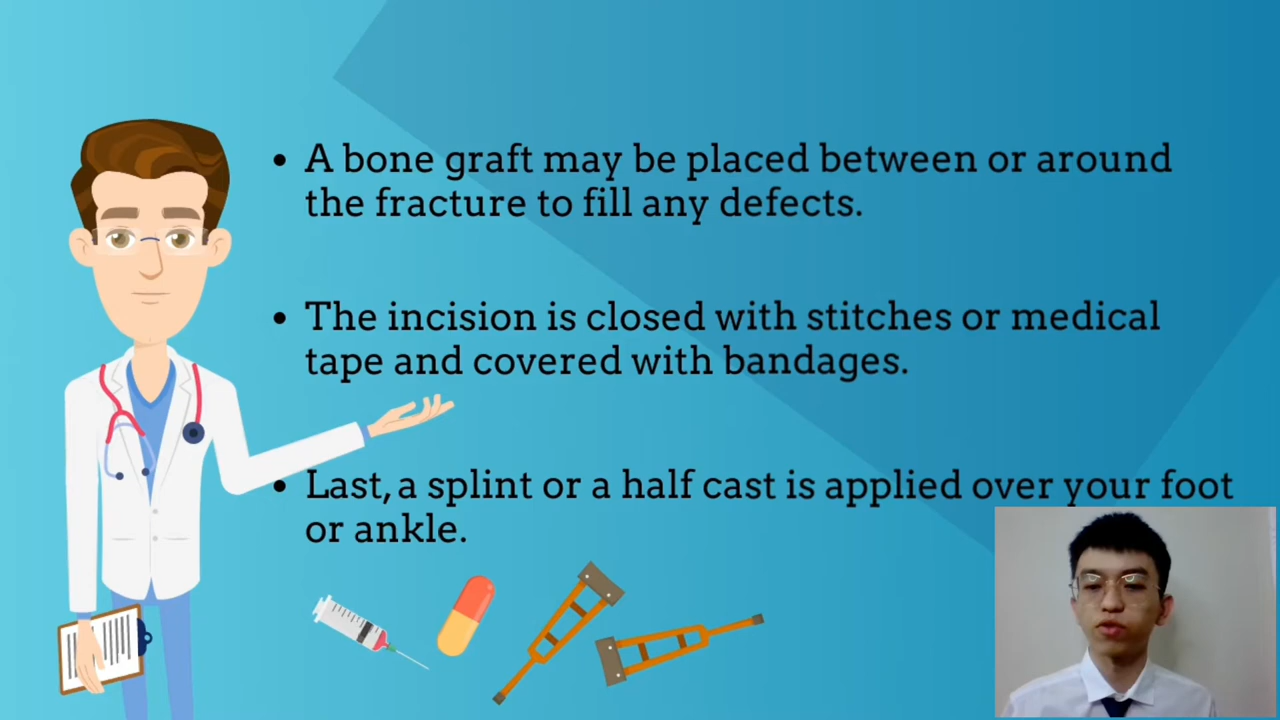 • A bone graft may be placed between or around
the fracture to fill any defects.
• The incision is closed with stitches or medical
tape and covered with bandages.
• Last, a splint or a half cast is applied over your foot
or ankle.